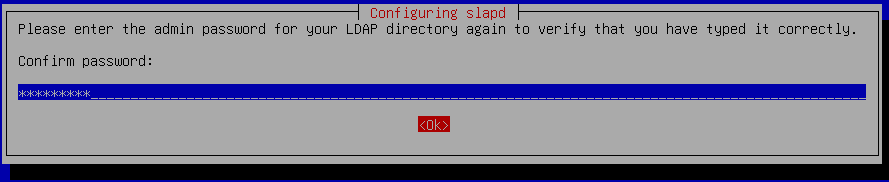 Configuring slapd
Please enter the admin password for your LDAP directory again to verify that you have typed it correctly.
Confirm password:
*********
<Ok>